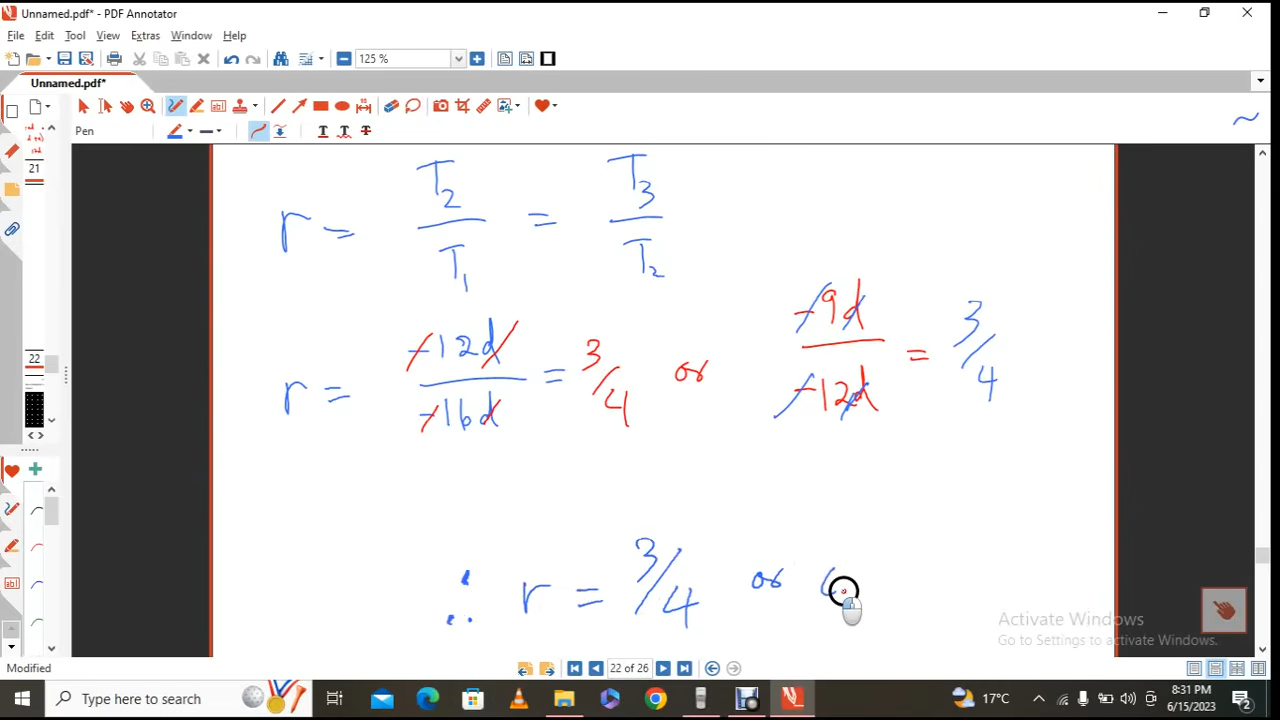 Unnamed.pdf* - PDF Annotator
File Edit Tool View Extras Window Help
125 %
Unnamed.pdf*
Pen
T T T
21
22
r = T2/T1 = T3/T2
r = -12d/-16d = 3/4 or -9d/-12d = 3/4
∴ r = 3/4 or
Activate Windows
Go to Settings to activate Windows.
Modified
22 of 26
Type here to search
17°C
8:31 PM
6/15/2023
2